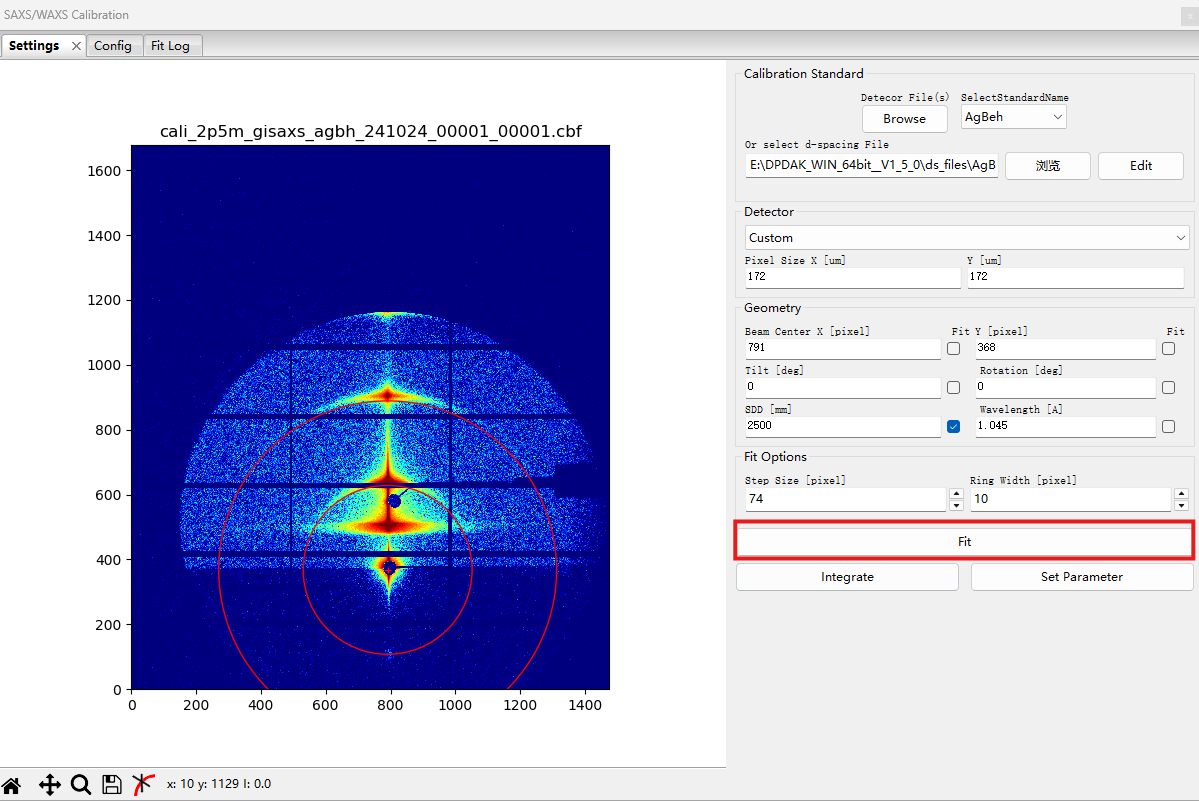 SAXS/WAXS Calibration
Settings Config Fit Log
cali_2p5m_gisaxs_agbh_241024_00001_00001.cbf
1600
1400
1200
1000
800
600
400
200
0
0 200 400 600 800 1000 1200 1400
x: 10 y: 1129 I: 0.0
Calibration Standard
Detecor File(s) SelectStandardName
Browse AgBeh
Or select d-spacing File
E:\DPDAK_WIN_64bit__V1_5_0\ds_files\AgB 浏览 Edit
Detector
Custom
Pixel Size X [um] Y [um]
172 172
Geometry
Beam Center X [pixel] Fit Y [pixel] Fit
791 368
Tilt [deg] Rotation [deg]
0 0
SDD [mm] Wavelength [A]
2500 1.045
Fit Options
Step Size [pixel] Ring Width [pixel]
74 10
Fit
Integrate Set Parameter